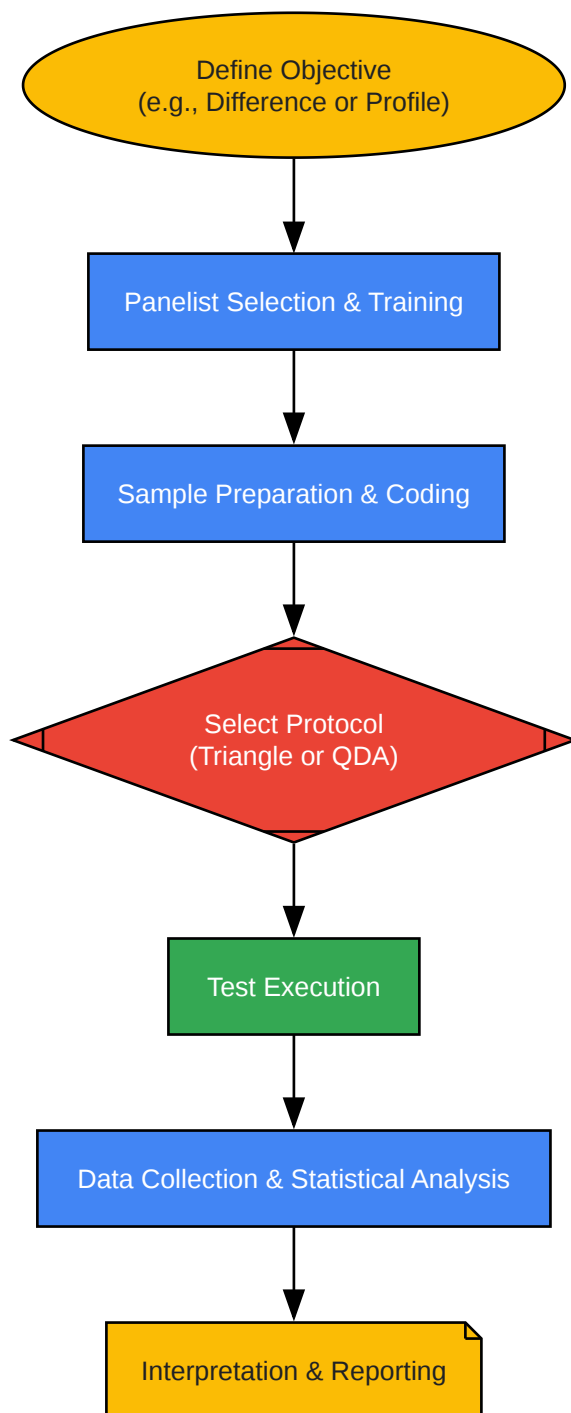 Define Objective
(e.g., Difference or Profile)
Panelist Selection & Training
Sample Preparation & Coding
Select Protocol
(Triangle or QDA)
Test Execution
Data Collection & Statistical Analysis
Interpretation & Reporting